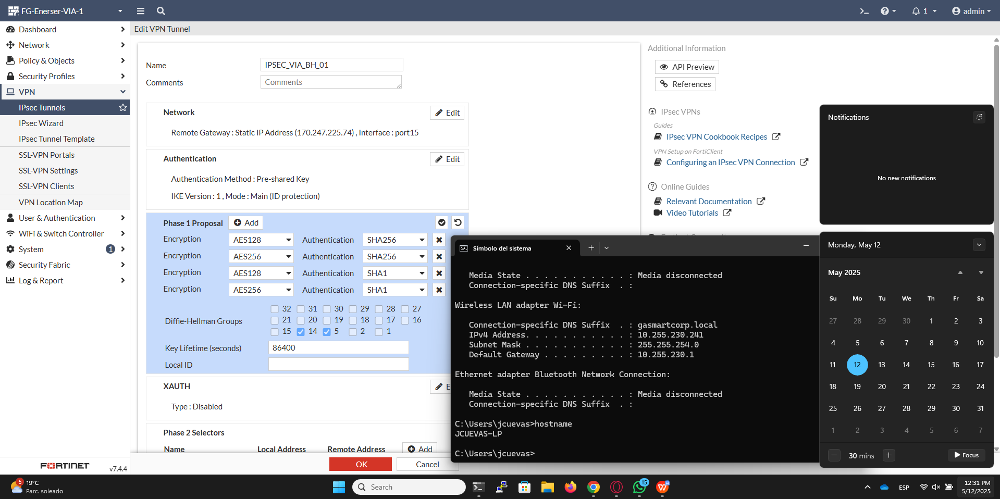 FG-Enerser-VIA-1
1
admin
Dashboard
Network
Policy & Objects
Security Profiles
VPN
IPsec Tunnels
IPsec Wizard
IPsec Tunnel Template
SSL-VPN Portals
SSL-VPN Settings
SSL-VPN Clients
VPN Location Map
User & Authentication
WiFi & Switch Controller
System 1
Security Fabric
Log & Report
FORTINET v7.4.4
Edit VPN Tunnel
Name IPSEC_VIA_BH_01
Comments Comments
Network Edit
Remote Gateway : Static IP Address (170.247.225.74) , Interface : port15
Authentication Edit
Authentication Method : Pre-shared Key
IKE Version : 1 , Mode : Main (ID protection)
Phase 1 Proposal Add
Encryption AES128 Authentication SHA256
Encryption AES256 Authentication SHA256
Encryption AES128 Authentication SHA1
Encryption AES256 Authentication SHA1
Diffie-Hellman Groups
32 31 30 29 28 27
21 20 19 18 17 16
15 14 5 2 1
Key Lifetime (seconds) 86400
Local ID
XAUTH
Type : Disabled
Phase 2 Selectors
Name Local Address Remote Address Add
OK Cancel
Additional Information
API Preview
References
IPsec VPNs
Guides
IPsec VPN Cookbook Recipes
VPN Setup on FortiClient
Configuring an IPsec VPN Connection
Online Guides
Relevant Documentation
Video Tutorials
Símbolo del sistema
Media State . . . . . . . . . . . : Media disconnected
Connection-specific DNS Suffix . :
Wireless LAN adapter Wi-Fi:
Connection-specific DNS Suffix . : gasmartcorp.local
IPv4 Address. . . . . . . . . . . : 10.255.230.241
Subnet Mask . . . . . . . . . . . : 255.255.254.0
Default Gateway . . . . . . . . . : 10.255.230.1
Ethernet adapter Bluetooth Network Connection:
Media State . . . . . . . . . . . : Media disconnected
Connection-specific DNS Suffix . :
C:\Users\jcuevas>hostname
JCUEVAS-LP
C:\Users\jcuevas>
Notifications
No new notifications
Monday, May 12
May 2025
Su Mo Tu We Th Fr Sa
27 28 29 30 1 2 3
4 5 6 7 8 9 10
11 12 13 14 15 16 17
18 19 20 21 22 23 24
25 26 27 28 29 30 31
1 2 3 4 5 6 7
30 mins Focus
5
19°C
Parc. soleado
Search
15
ESP
12:31 PM
5/12/2025